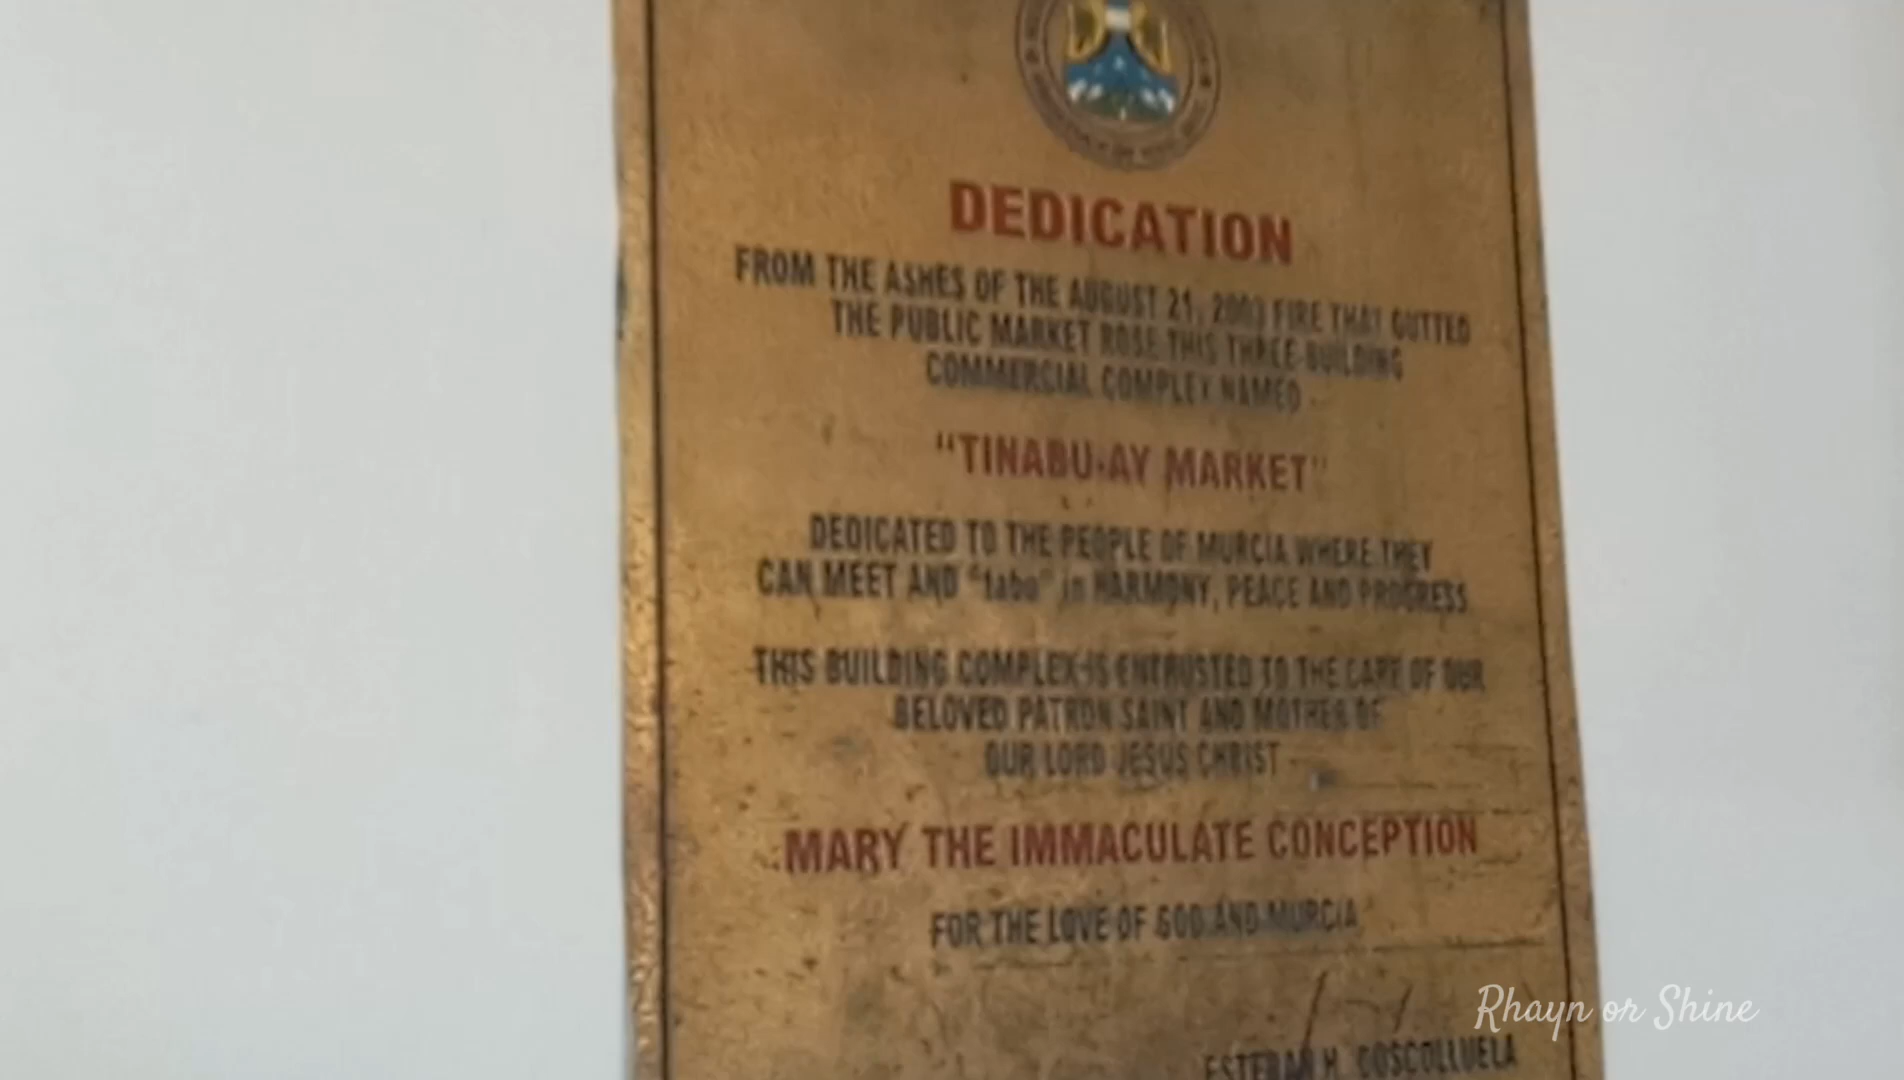 DEDICATION
FROM THE ASHES OF THE AUGUST 21, 2003 FIRE THAT GUTTED
THE PUBLIC MARKET ROSE THIS THREE-BUILDING
COMMERCIAL COMPLEX NAMED
"TINABU-AY MARKET"
DEDICATED TO THE PEOPLE OF MURCIA WHERE THEY
CAN MEET AND "tabo" in HARMONY, PEACE AND PROGRESS
THIS BUILDING COMPLEX IS ENTRUSTED TO THE CARE OF OUR
BELOVED PATRON SAINT AND MOTHER OF
OUR LORD JESUS CHRIST
MARY THE IMMACULATE CONCEPTION
FOR THE LOVE OF GOD AND MURCIA
ESTEBAN H. COSCOLLUELA
Rhayn or Shine